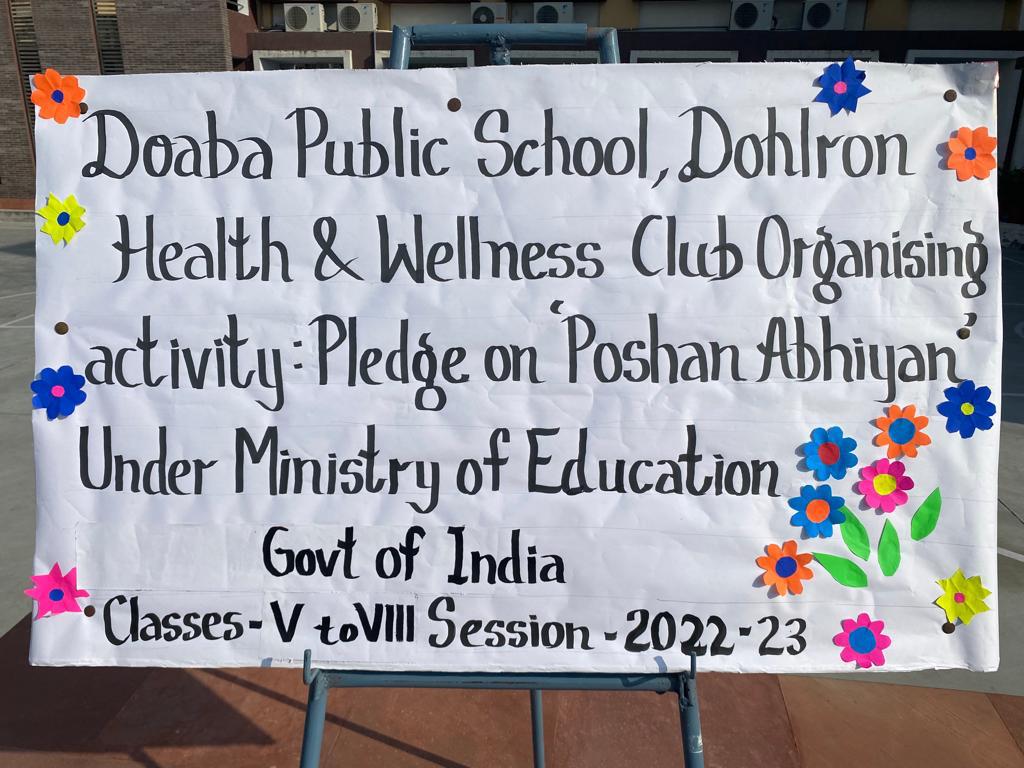 Doaba Public School, Dohlron
Health & Wellness Club Organising
activity: Pledge on 'Poshan Abhiyan'
Under Ministry of Education
Govt of India
Classes-V to VIII Session - 2022-23